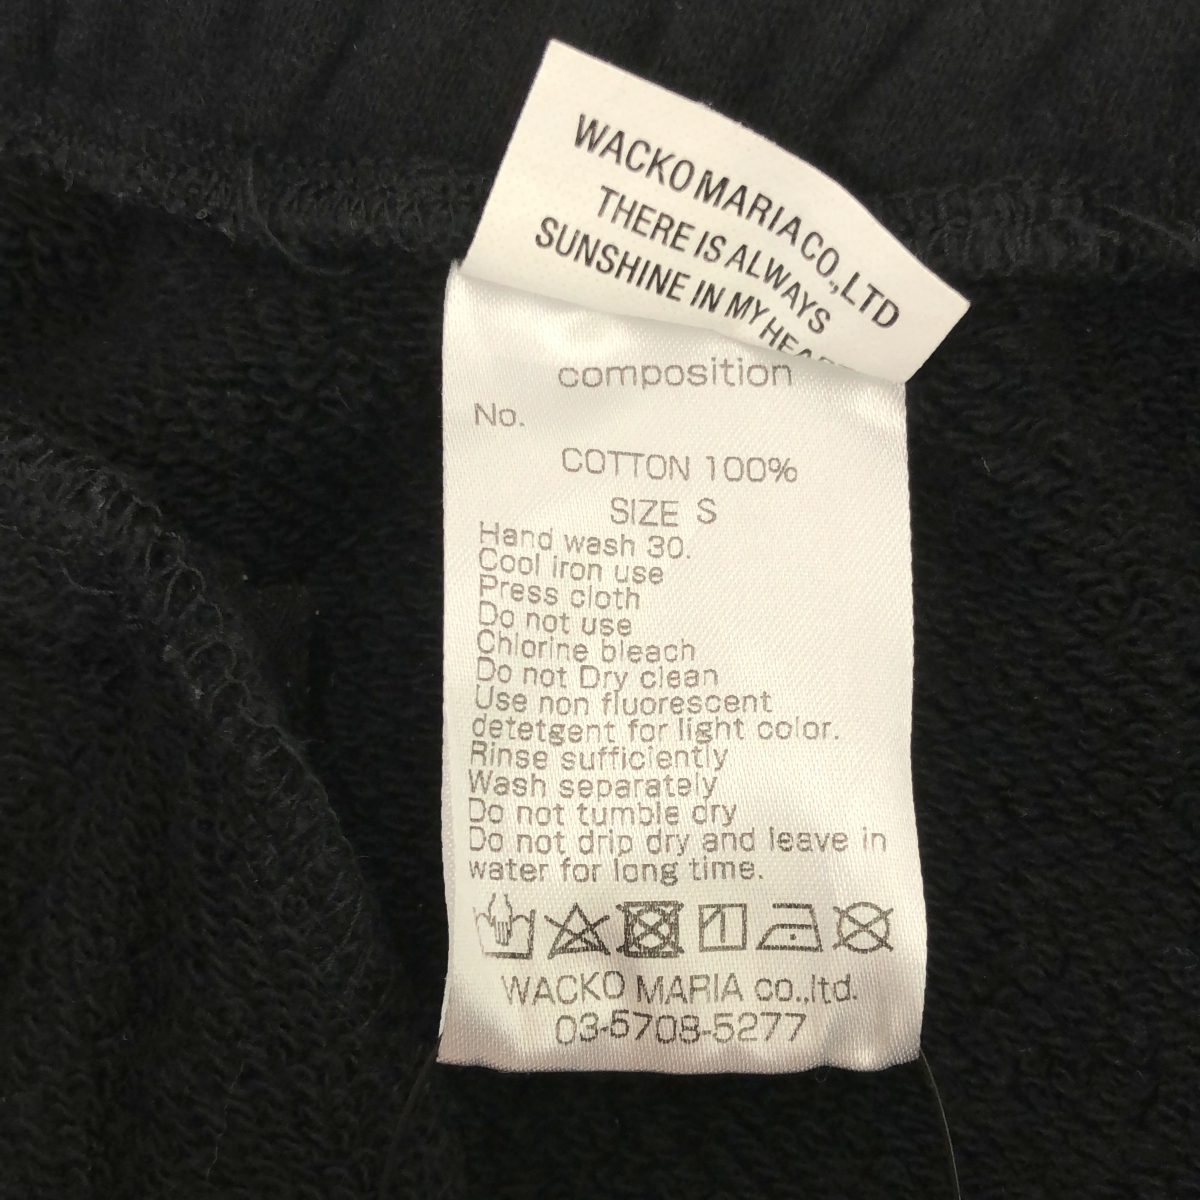 WACKO MARIA CO.,LTD
THERE IS ALWAYS
SUNSHINE IN MY
composition
No.
COTTON 100%
SIZE S
Hand wash 30.
Cool iron use
Press cloth
Do not use
Chlorine bleach
Do not Dry clean
Use non fluorescent
detetgent for light color.
Rinse sufficiently
Wash separately
Do not tumble dry
Do not drip dry and leave in
water for long time.
WACKO MARIA co.,ltd.
03-5708-5277